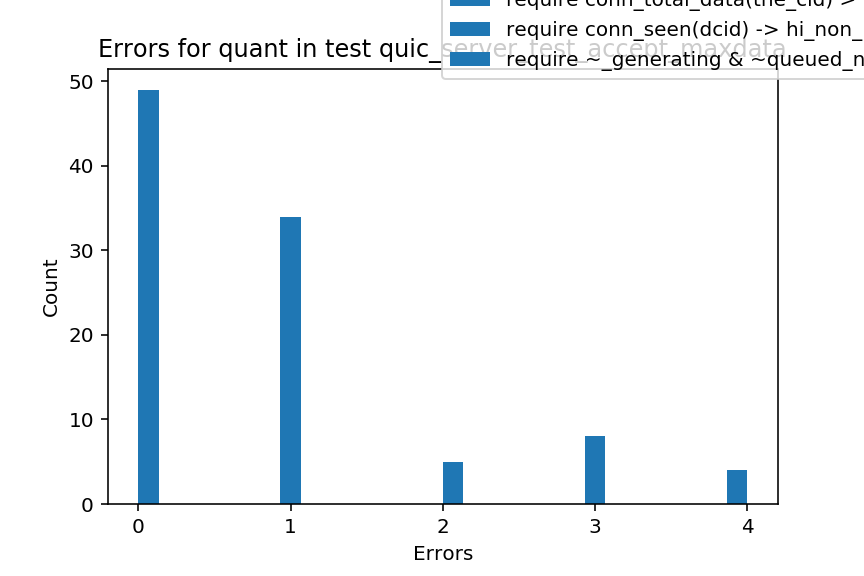 require conn_total_data(the_cid) >
require conn_seen(dcid) -> hi_non_
require ~_generating & ~queued_n
Errors for quant in test quic_server_test_accept_maxdata
50
40
30
20
10
0
Count
0 1 2 3 4
Errors